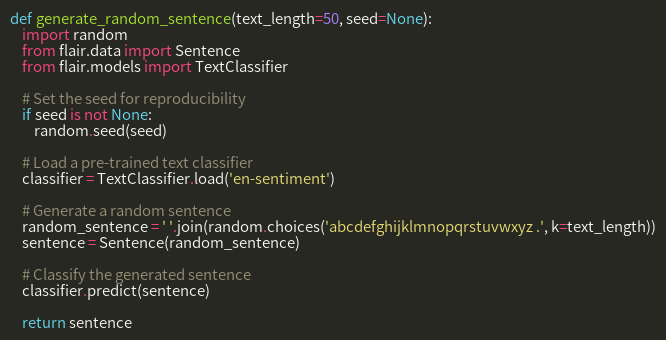 def generate_random_sentence(text_length=50, seed=None):
    import random
    from flair.data import Sentence
    from flair.models import TextClassifier

    # Set the seed for reproducibility
    if seed is not None:
        random.seed(seed)

    # Load a pre-trained text classifier
    classifier = TextClassifier.load('en-sentiment')

    # Generate a random sentence
    random_sentence = ' '.join(random.choices('abcdefghijklmnopqrstuvwxyz .', k=text_length))
    sentence = Sentence(random_sentence)

    # Classify the generated sentence
    classifier.predict(sentence)

    return sentence